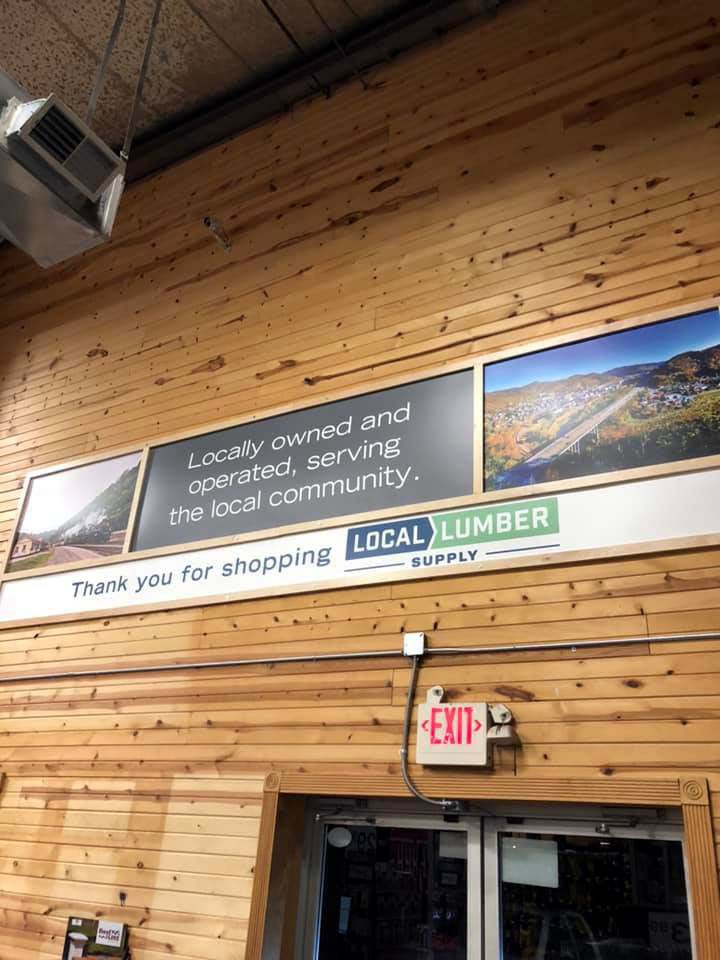 Locally owned and
operated, serving
the local community.
Thank you for shopping LOCAL LUMBER
SUPPLY
EXIT